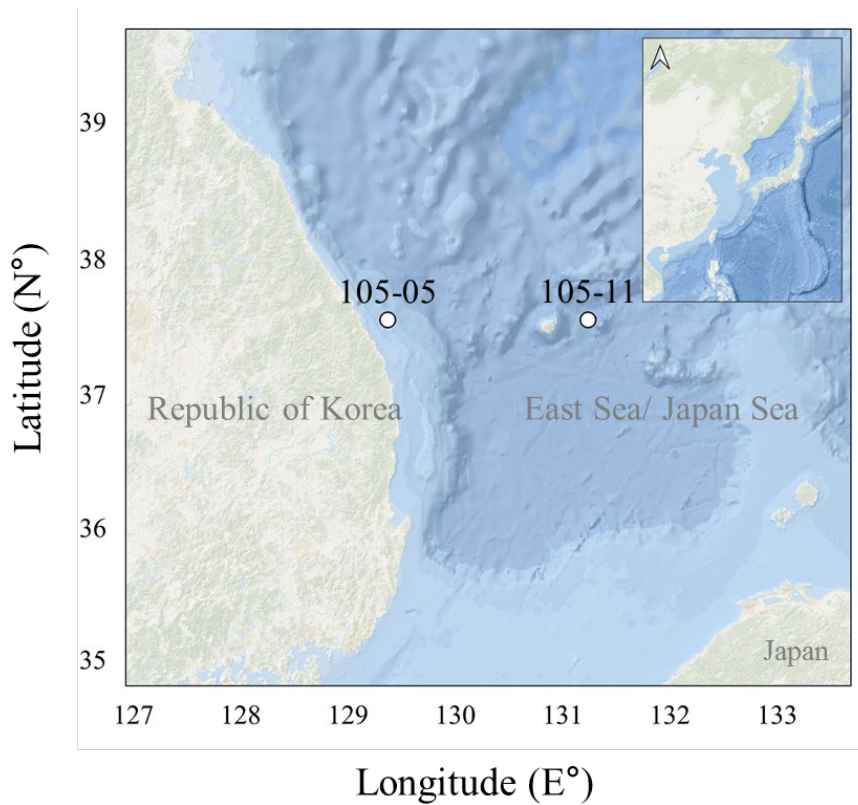 39
38
105-05
105-11
37
Republic of Korea
East Sea/ Japan Sea
36
35
Japan
127
128
129
130
131
132
133
Latitude (N°)
Longitude (E°)